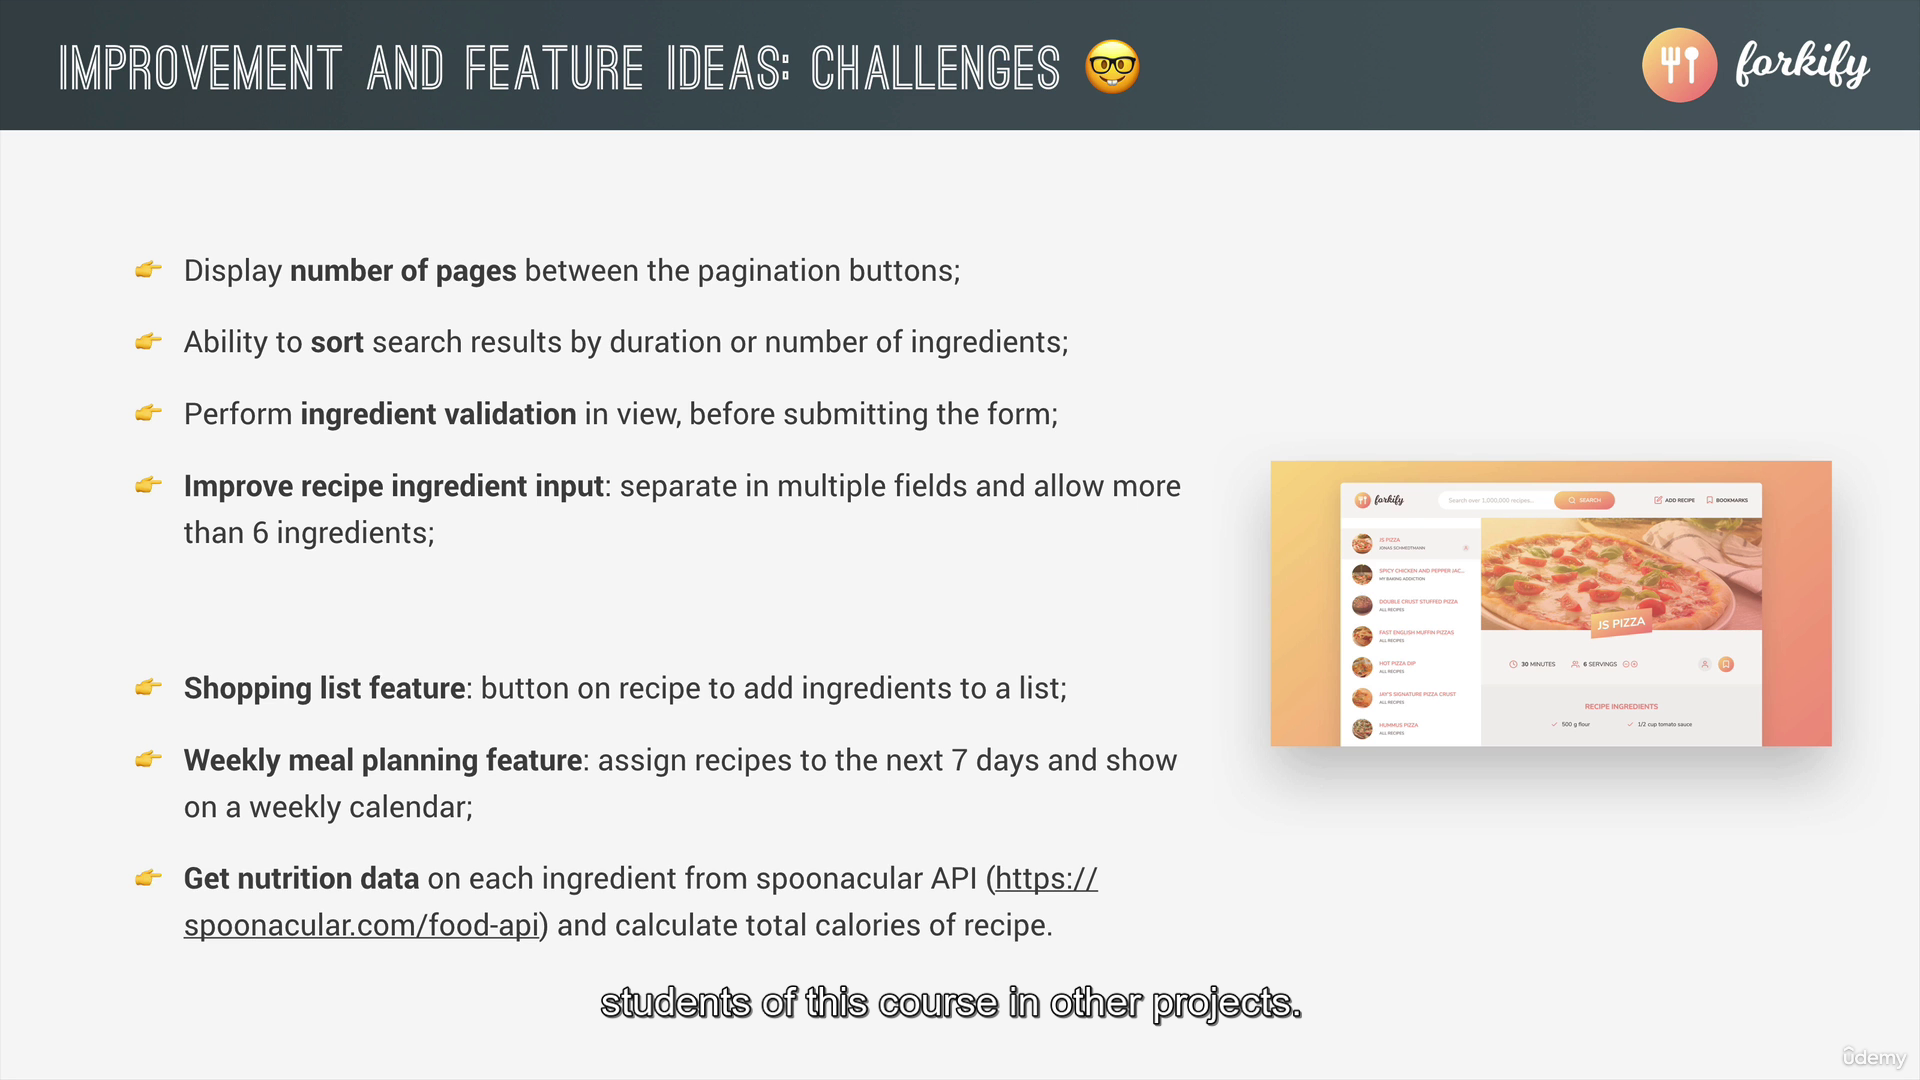 IMPROVEMENT AND FEATURE IDEAS: CHALLENGES 🤓
forkify
👉 Display number of pages between the pagination buttons;
👉 Ability to sort search results by duration or number of ingredients;
👉 Perform ingredient validation in view, before submitting the form;
👉 Improve recipe ingredient input: separate in multiple fields and allow more
than 6 ingredients;
👉 Shopping list feature: button on recipe to add ingredients to a list;
👉 Weekly meal planning feature: assign recipes to the next 7 days and show
on a weekly calendar;
👉 Get nutrition data on each ingredient from spoonacular API (https://
spoonacular.com/food-api) and calculate total calories of recipe.
forkify
Search over 1,000,000 recipes...
SEARCH
ADD RECIPE
BOOKMARKS
JS PIZZA
JONAS SCHMEDTMANN
SPICY CHICKEN AND PEPPER JAC...
MY BAKING ADDICTION
DOUBLE CRUST STUFFED PIZZA
ALL RECIPES
FAST ENGLISH MUFFIN PIZZAS
ALL RECIPES
HOT PIZZA DIP
ALL RECIPES
JAY'S SIGNATURE PIZZA CRUST
ALL RECIPES
HUMMUS PIZZA
ALL RECIPES
JS PIZZA
30 MINUTES
6 SERVINGS
RECIPE INGREDIENTS
500 g flour
1/2 cup tomato sauce
students of this course in other projects.
ûdemy